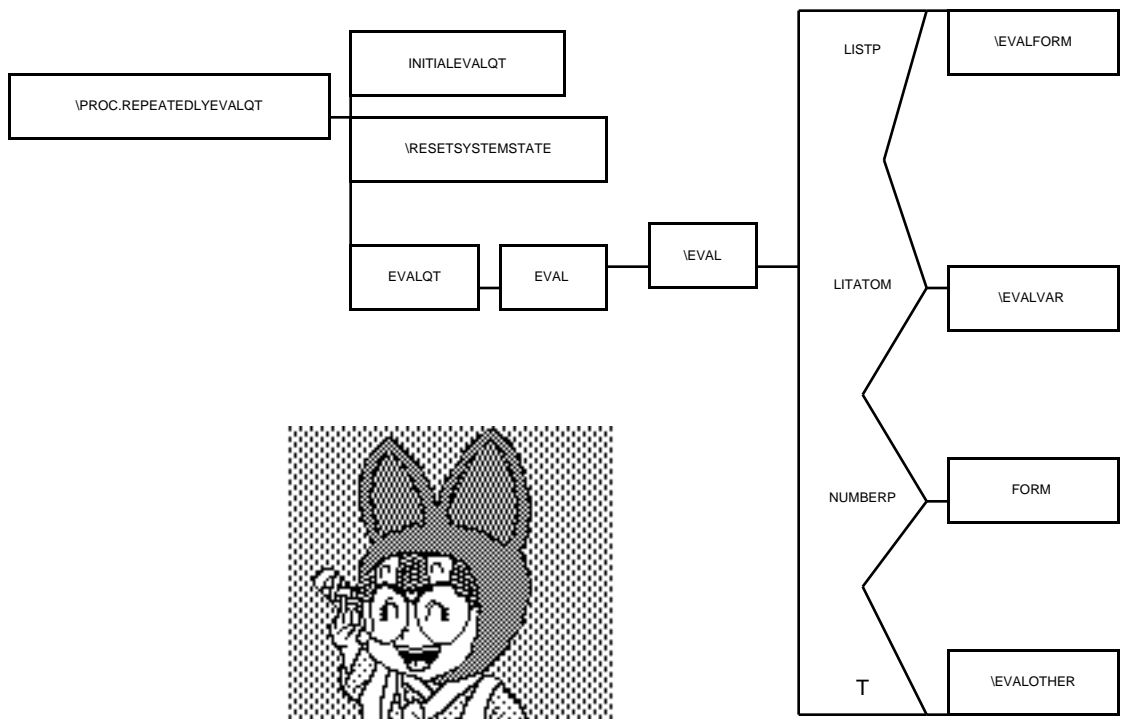 \PROC.REPEATEDLYEVALQT
INITIALEVALQT
\RESETSYSTEMSTATE
EVALQT
EVAL
\EVAL
LISTP
\EVALFORM
LITATOM
\EVALVAR
NUMBERP
FORM
T
\EVALOTHER